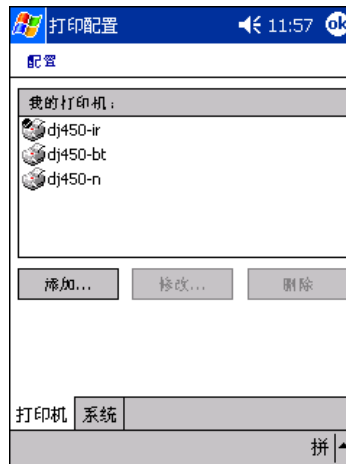 打印配置 11:57 ok
配置
我的打印机：
dj450-ir
dj450-bt
dj450-n
添加... 修改... 删除
打印机 系统
拼